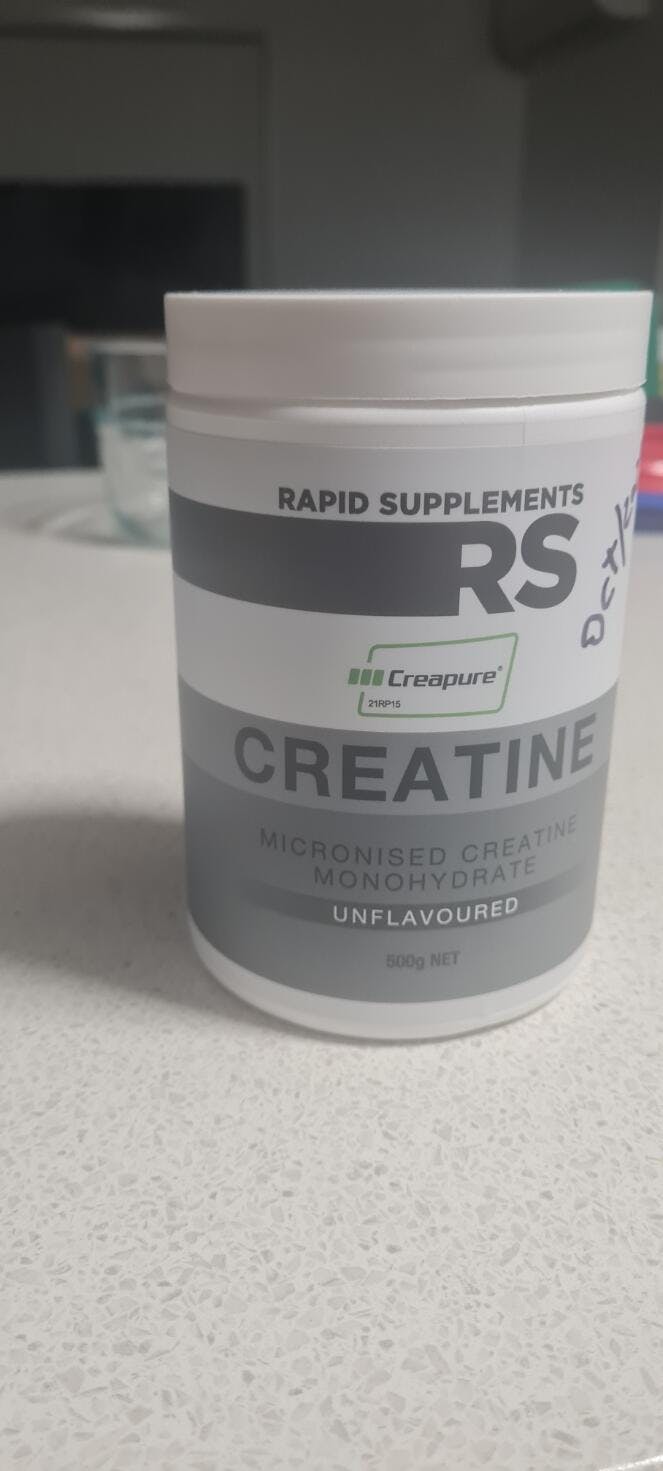 RAPID SUPPLEMENTS
RS
Creapure®
21RP15
CREATINE
MICRONISED CREATINE
MONOHYDRATE
UNFLAVOURED
500g NET